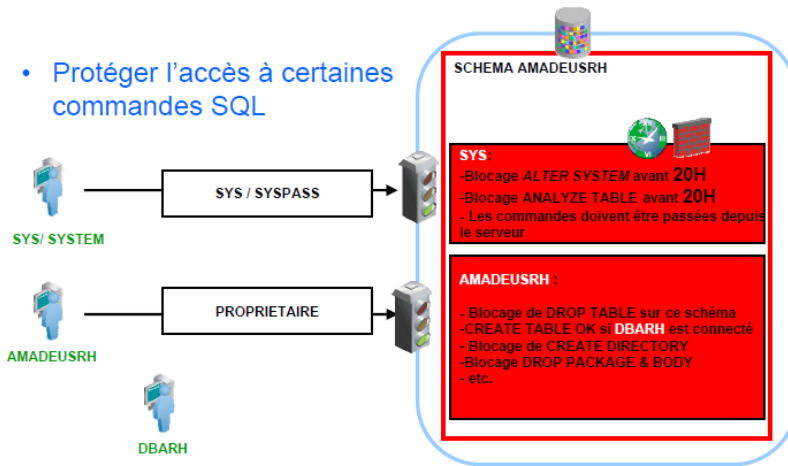 • Protéger l'accès à certaines
commandes SQL
SCHEMA AMADEUSRH
SYS / SYSPASS
SYS/ SYSTEM
SYS:
-Blocage ALTER SYSTEM avant 20H
-Blocage ANALYZE TABLE avant 20H
- Les commandes doivent être passées depuis
le serveur
PROPRIETAIRE
AMADEUSRH
AMADEUSRH :
- Blocage de DROP TABLE sur ce schéma
-CREATE TABLE OK si DBARH est connecté
- Blocage de CREATE DIRECTORY
-Blocage DROP PACKAGE & BODY
- etc.
DBARH